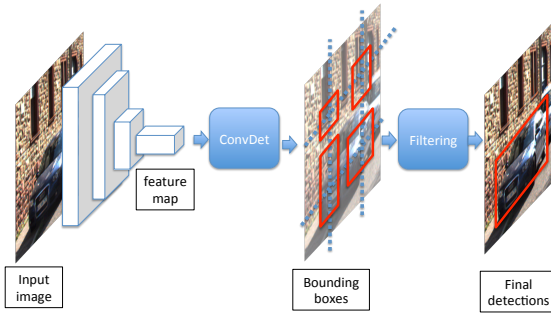 ConvDet
Filtering
feature
map
Input
image
Bounding
boxes
Final
detections